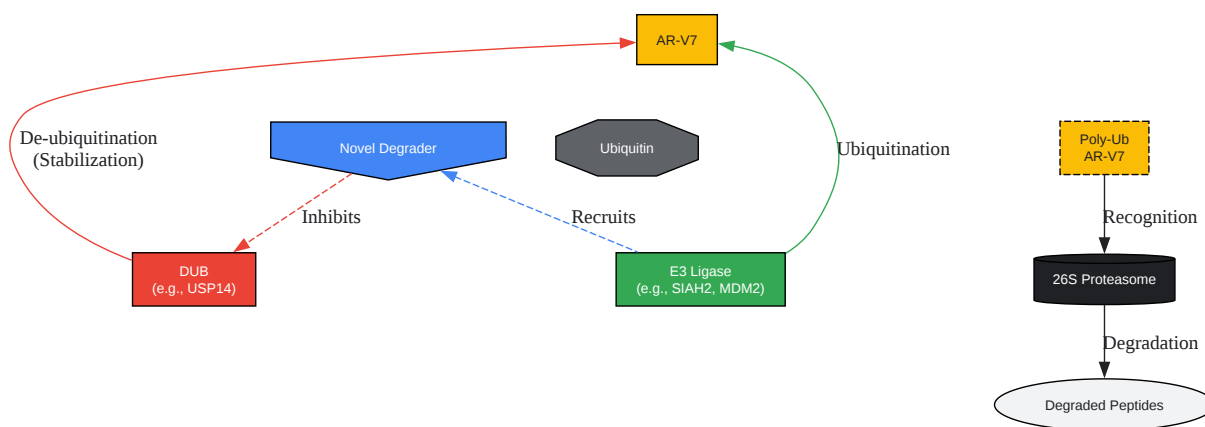 AR-V7
De-ubiquitination
(Stabilization)
Novel Degrader
Ubiquitin
Ubiquitination
Poly-Ub
AR-V7
Inhibits
Recruits
Recognition
DUB
(e.g., USP14)
E3 Ligase
(e.g., SIAH2, MDM2)
26S Proteasome
Degradation
Degraded Peptides